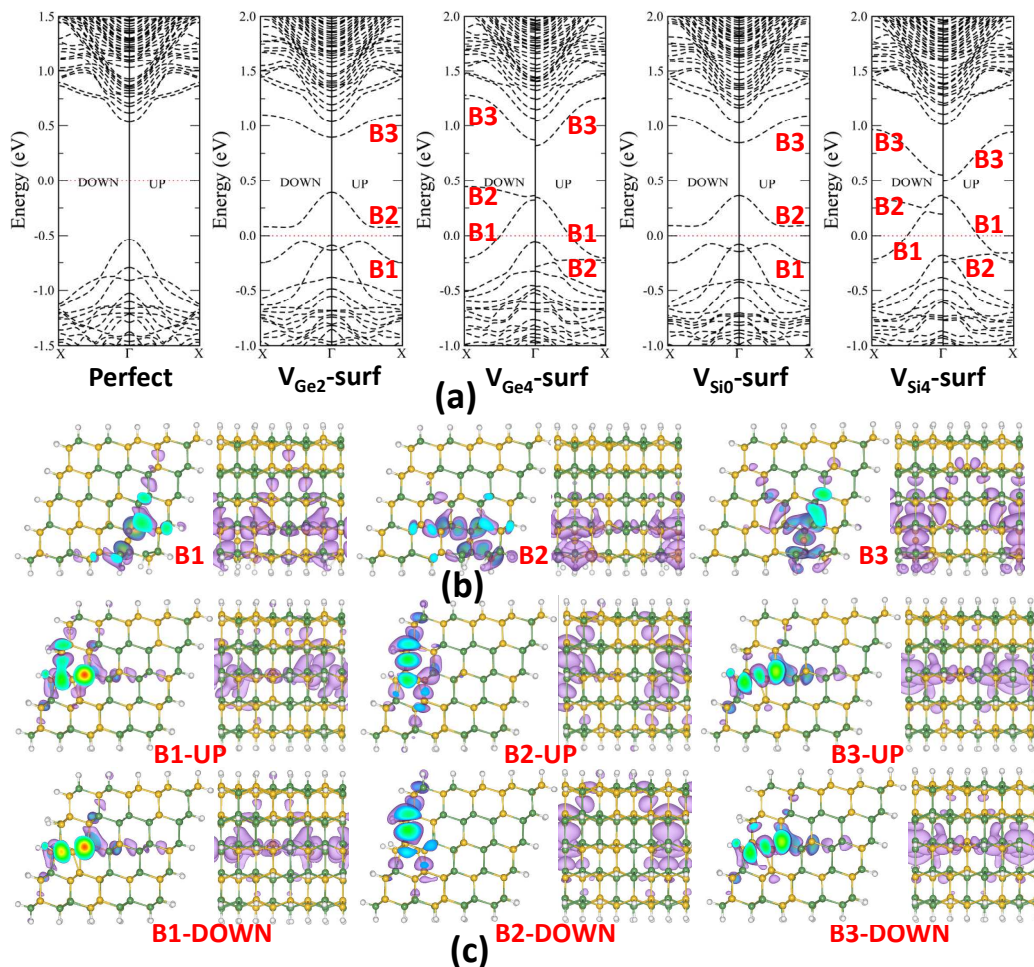 1.5 1.0 0.5 0.0 -0.5 -1.0 -1.5
Energy (eV)
DOWN UP
X Γ X
Perfect
2.0 1.5 1.0 0.5 0.0 -0.5 -1.0
Energy (eV)
B3
DOWN UP
B2
B1
X Γ X
V_Ge2-surf
2.0 1.5 1.0 0.5 0.0 -0.5 -1.0
Energy (eV)
B3 B3
DOWN UP
B2
B1 B1
B2
X Γ X
V_Ge4-surf
2.0 1.5 1.0 0.5 0.0 -0.5 -1.0
Energy (eV)
B3
DOWN UP
B2
B1
X Γ X
V_Si0-surf
2.0 1.5 1.0 0.5 0.0 -0.5 -1.0
Energy (eV)
B3 B3
DOWN UP
B2
B1 B1
B2
X Γ X
V_Si4-surf
(a)
B1 B2 B3
(b)
B1-UP B2-UP B3-UP
B1-DOWN B2-DOWN B3-DOWN
(c)